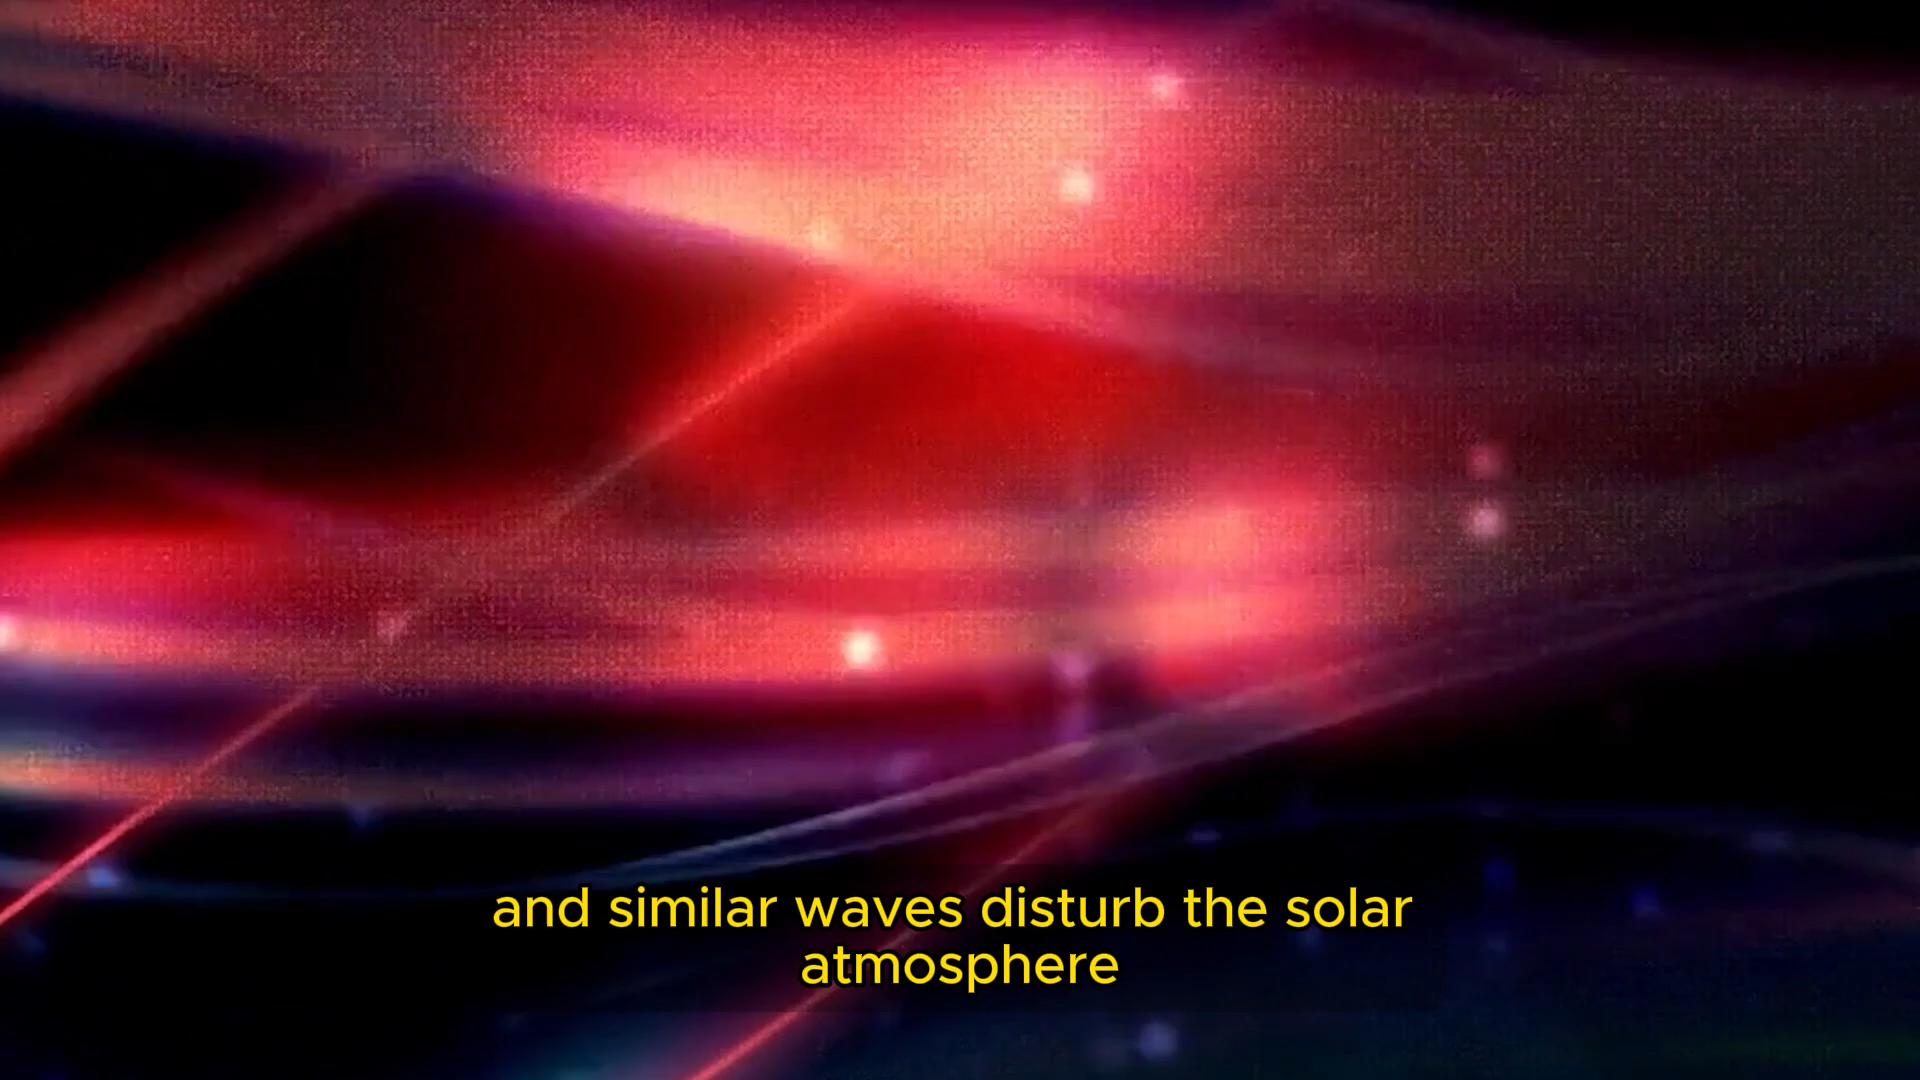 and similar waves disturb the solar
atmosphere